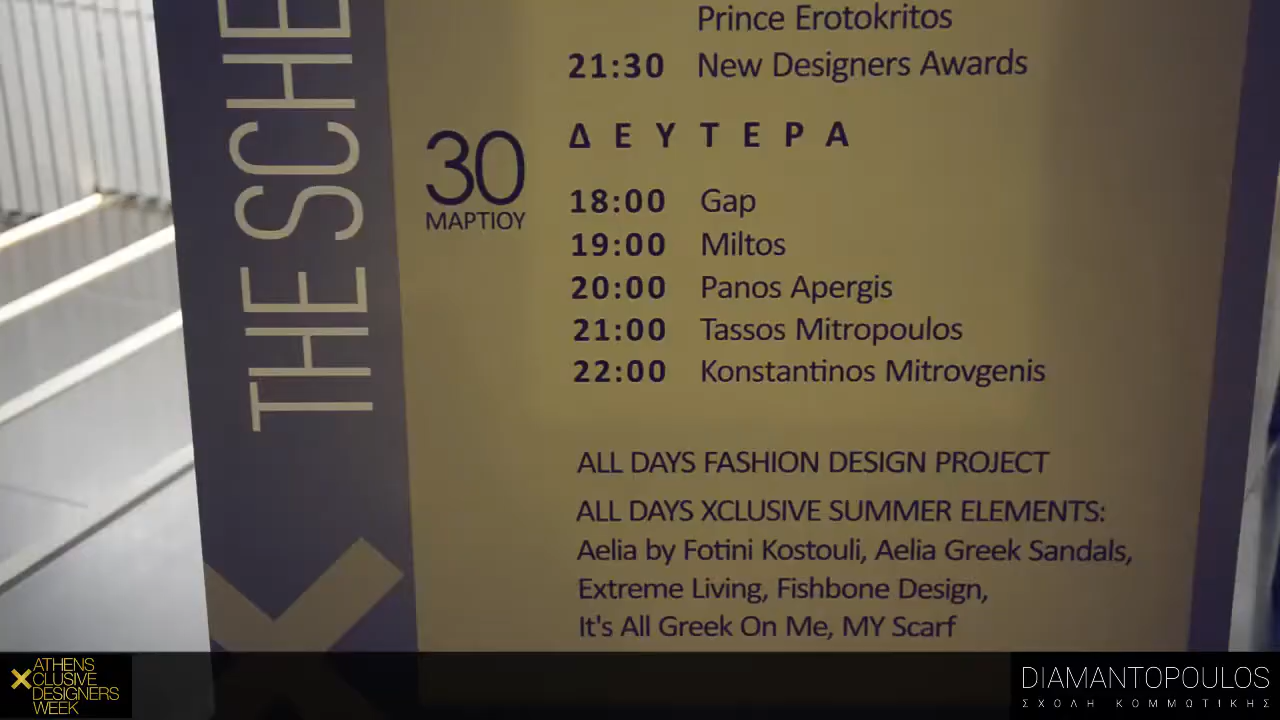 Prince Erotokritos
21:30 New Designers Awards
ΔΕΥΤΕΡΑ
30
ΜΑΡΤΙΟΥ
18:00 Gap
19:00 Miltos
20:00 Panos Apergis
21:00 Tassos Mitropoulos
22:00 Konstantinos Mitrovgenis
ALL DAYS FASHION DESIGN PROJECT
ALL DAYS XCLUSIVE SUMMER ELEMENTS:
Aelia by Fotini Kostouli, Aelia Greek Sandals,
Extreme Living, Fishbone Design,
It's All Greek On Me, MY Scarf
THE SCHE
ATHENS
XCLUSIVE
DESIGNERS
WEEK
DIAMANTOPOULOS
ΣΧΟΛΗ ΚΟΜΜΩΤΙΚΗΣ